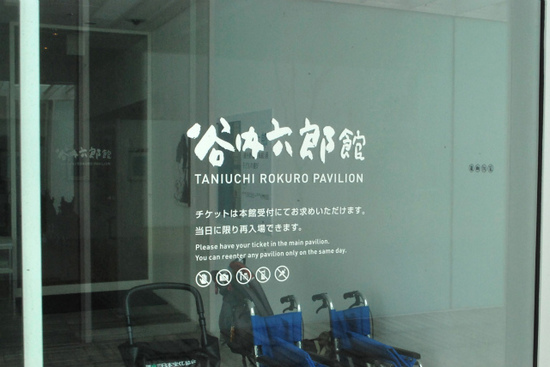 谷内六郎館
TANIUCHI ROKURO PAVILION
チケットは本館受付にてお求めいただけます。
当日に限り再入場できます。
Please have your ticket in the main pavilion.
You can reenter any pavilion only on the same day.